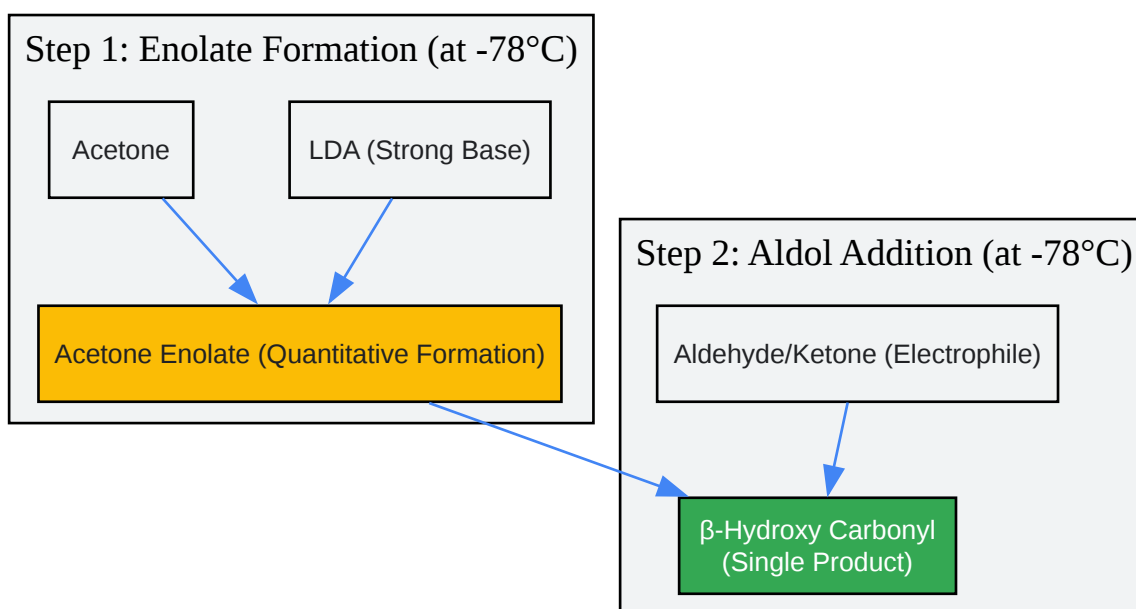 Step 1: Enolate Formation (at -78°C)
Acetone
LDA (Strong Base)
Acetone Enolate (Quantitative Formation)
Step 2: Aldol Addition (at -78°C)
Aldehyde/Ketone (Electrophile)
β-Hydroxy Carbonyl
(Single Product)